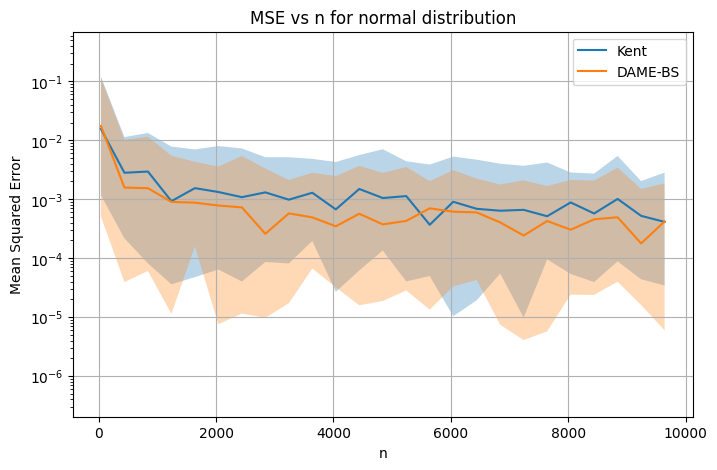 MSE vs n for normal distribution
Kent
DAME-BS
Mean Squared Error
10⁻¹
10⁻²
10⁻³
10⁻⁴
10⁻⁵
10⁻⁶
0
2000
4000
6000
8000
10000
n